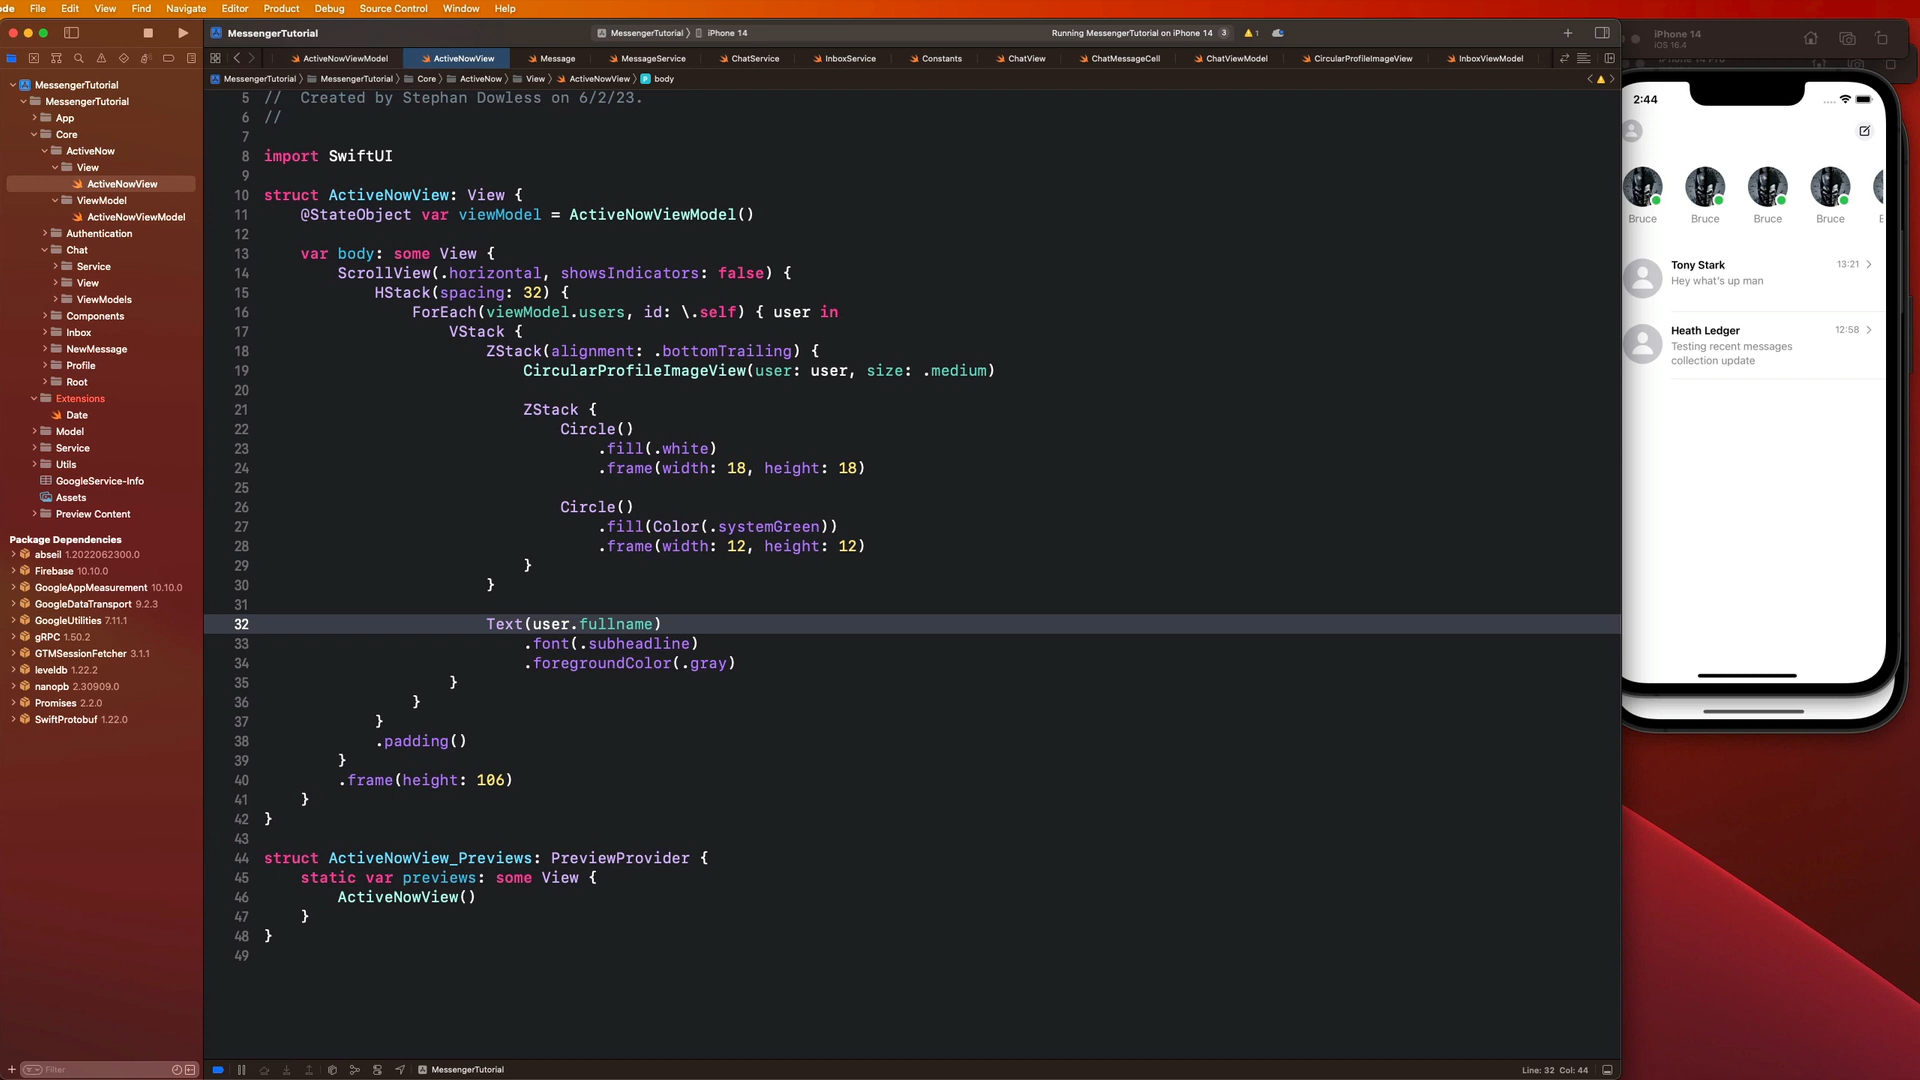 ode File Edit View Find Navigate Editor Product Debug Source Control Window Help
MessengerTutorial
MessengerTutorial 〉 iPhone 14
Running MessengerTutorial on iPhone 14 3
1
ActiveNowViewModel ActiveNowView Message MessageService ChatService InboxService Constants ChatView ChatMessageCell ChatViewModel CircularProfileImageView InboxViewModel
MessengerTutorial 〉 MessengerTutorial 〉 Core 〉 ActiveNow 〉 View 〉 ActiveNowView 〉 body
MessengerTutorial
MessengerTutorial
App
Core
ActiveNow
View
ActiveNowView
ViewModel
ActiveNowViewModel
Authentication
Chat
Service
View
ViewModels
Components
Inbox
NewMessage
Profile
Root
Extensions
Date
Model
Service
Utils
GoogleService-Info
Assets
Preview Content
Package Dependencies
abseil 1.2022062300.0
Firebase 10.10.0
GoogleAppMeasurement 10.10.0
GoogleDataTransport 9.2.3
GoogleUtilities 7.11.1
gRPC 1.50.2
GTMSessionFetcher 3.1.1
leveldb 1.22.2
nanopb 2.30909.0
Promises 2.2.0
SwiftProtobuf 1.22.0
Filter
5 //  Created by Stephan Dowless on 6/2/23.
6 //
7
8 import SwiftUI
9
10 struct ActiveNowView: View {
11     @StateObject var viewModel = ActiveNowViewModel()
12
13     var body: some View {
14         ScrollView(.horizontal, showsIndicators: false) {
15             HStack(spacing: 32) {
16                 ForEach(viewModel.users, id: \.self) { user in
17                     VStack {
18                         ZStack(alignment: .bottomTrailing) {
19                             CircularProfileImageView(user: user, size: .medium)
20
21                             ZStack {
22                                 Circle()
23                                     .fill(.white)
24                                     .frame(width: 18, height: 18)
25
26                                 Circle()
27                                     .fill(Color(.systemGreen))
28                                     .frame(width: 12, height: 12)
29                             }
30                         }
31
32                         Text(user.fullname)
33                             .font(.subheadline)
34                             .foregroundColor(.gray)
35                     }
36                 }
37             }
38             .padding()
39         }
40         .frame(height: 106)
41     }
42 }
43
44 struct ActiveNowView_Previews: PreviewProvider {
45     static var previews: some View {
46         ActiveNowView()
47     }
48 }
49
MessengerTutorial
Line: 32 Col: 44
iPhone 14
iOS 16.4
2:44
Bruce Bruce Bruce Bruce
Tony Stark 13:21
Hey what's up man
Heath Ledger 12:58
Testing recent messages
collection update